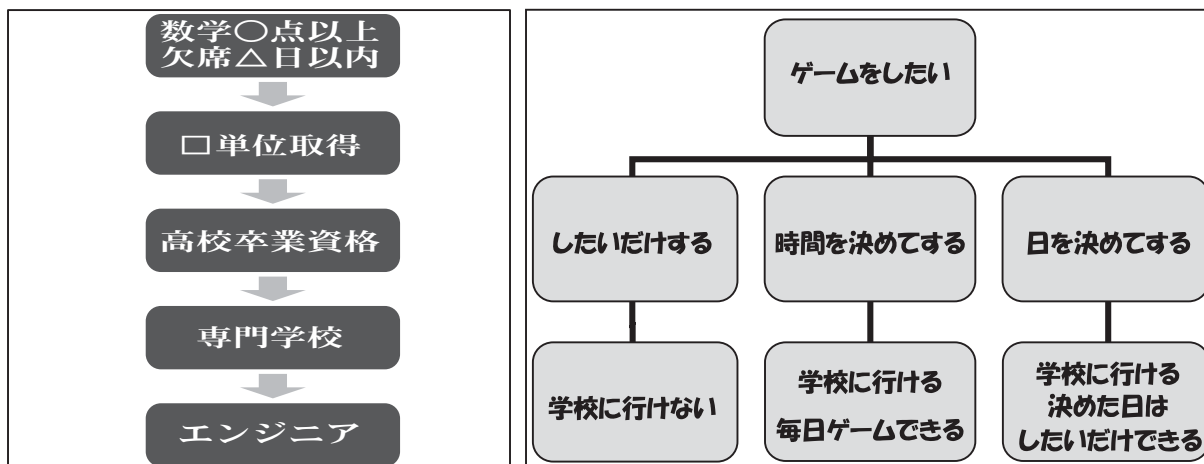 数学○点以上
欠席△日以内
□単位取得
高校卒業資格
専門学校
エンジニア
ゲームをしたい
したいだけする
時間を決めてする
日を決めてする
学校に行けない
学校に行ける
毎日ゲームできる
学校に行ける
決めた日は
したいだけできる